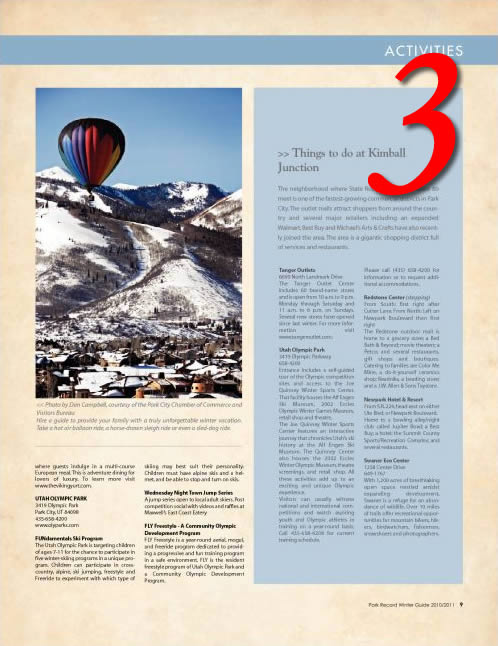 ACTIVITIES
3
>> Things to do at Kimball
Junction
The neighborhood where State
meet is one of the fastest-growing commercial districts in Park
City. The outlet malls attract shoppers from around the coun-
try and several major retailers including an expanded
Walmart. Best Buy and Michael's Arts & Crafts have also recent-
ly joined the area. The area is a gigantic shopping district full
of services and restaurants.
Tanger Outlets
6699 North Landmark Drive
The Tanger Outlet Center
includes 60 brand-name stores
and is open from 10 a.m. to 9 p.m.
Monday through Saturday and
11 a.m. to 6 p.m. on Sundays.
Several new stores have opened
since last winter. For more infor-
mation visit
www.tangeroutlet.com.
Utah Olympic Park
3419 Olympic Parkway
658-4200
Entrance includes a self-guided
tour of the Olympic competition
sites and access to the Joe
Quinney Winter Sports Center.
That facility houses the Alf Engen
Ski Museum, 2002 Eccles
Olympic Winter Games Museum,
retail shop and theatre.
The Joe Quinney Winter Sports
Center features an interactive
journey that chronicles Utah's ski
history at the Alf Engen Ski
Museum. The Quinney Center
also houses the 2002 Eccles
Winter Olympic Museum, theatre
screenings, and retail shop. All
these activities add up to an
exciting and unique Olympic
experience.
Visitors can usually witness
national and international com-
petitions and watch aspiring
youth and Olympic athletes in
training on a year-round basis.
Call 435-658-4200 for current
training schedule.
Please call (435) 658-4200 for
information or to request addi-
tional accommodations.
Redstone Center (shopping)
From South: first right after
Cutter Lane. From North: Left on
Newpark Boulevard then first
right
The Redstone outdoor mall is
home to a grocery store; a Bed
Bath & Beyond; movie theaters; a
Petco; and several restaurants,
gift shops and boutiques.
Catering to families are Color Me
Mine, a do-it-yourself ceramics
shop; Beadniks, a beading store
and a J.W. Allen & Sons Toystore.
Newpark Hotel & Resort
From S.R. 224, head east on either
Ute Blvd. or Newpark Boulevard.
Home to a bowling alley/night
club called Jupiter Bowl; a Best
Buy; a hotel; the Summit County
Sports/Recreation Complex; and
several restaurants.
Swaner Eco Center
1258 Center Drive
649-1767
With 1,200 acres of breathtaking
open space nestled amidst
expanding development,
Swaner is a refuge for an abun-
dance of wildlife. Over 10 miles
of trails offer recreational oppor-
tunities for mountain bikers, hik-
ers, birdwatchers, fishermen,
snowshoers and photographers.
<< Photo by Dan Campbell, courtesy of the Park City Chamber of Commerce and
Visitors Bureau
Hire a guide to provide your family with a truly unforgettable winter vacation.
Take a hot air balloon ride, a horse-drawn sleigh ride or even a sled-dog ride.
where guests indulge in a multi-course
European meal. This is adventure dining for
lovers of luxury. To learn more visit
www.thevikingyurt.com.
UTAH OLYMPIC PARK
3419 Olympic Park
Park City, UT 84098
435-658-4200
www.olyparks.com
FUNdamentals Ski Program
The Utah Olympic Park is targeting children
of ages 7-11 for the chance to participate in
five winter-skiing programs in a unique pro-
gram. Children can participate in cross-
country, alpine, ski jumping, freestyle and
Freeride to experiment with which type of
skiing may best suit their personality.
Children must have alpine skis and a hel-
met, and be able to stop and turn on skis.
Wednesday Night Town Jump Series
A jump series open to local adult skiers. Post
competition social with videos and raffles at
Maxwell's East Coast Eatery
FLY Freestyle - A Community Olympic
Development Program
FLY Freestyle is a year-round aerial, mogul,
and freeride program dedicated to provid-
ing a progressive and fun training program
in a safe environment. FLY is the resident
freestyle program of Utah Olympic Park and
a Community Olympic Development
Program.
Park Record Winter Guide 2010/2011 9